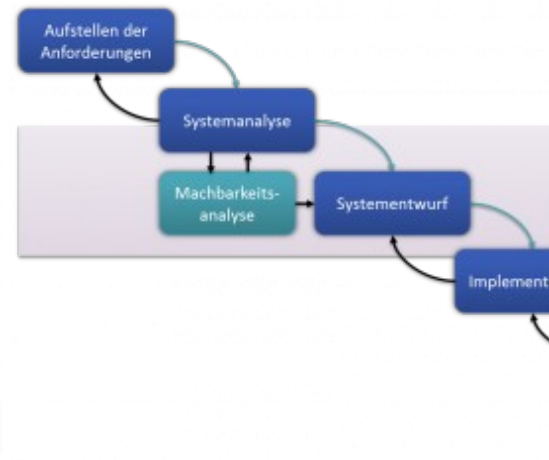 Aufstellen der
Anforderungen
Systemanalyse
Machbarkeits-
analyse
Systementwurf
Implement